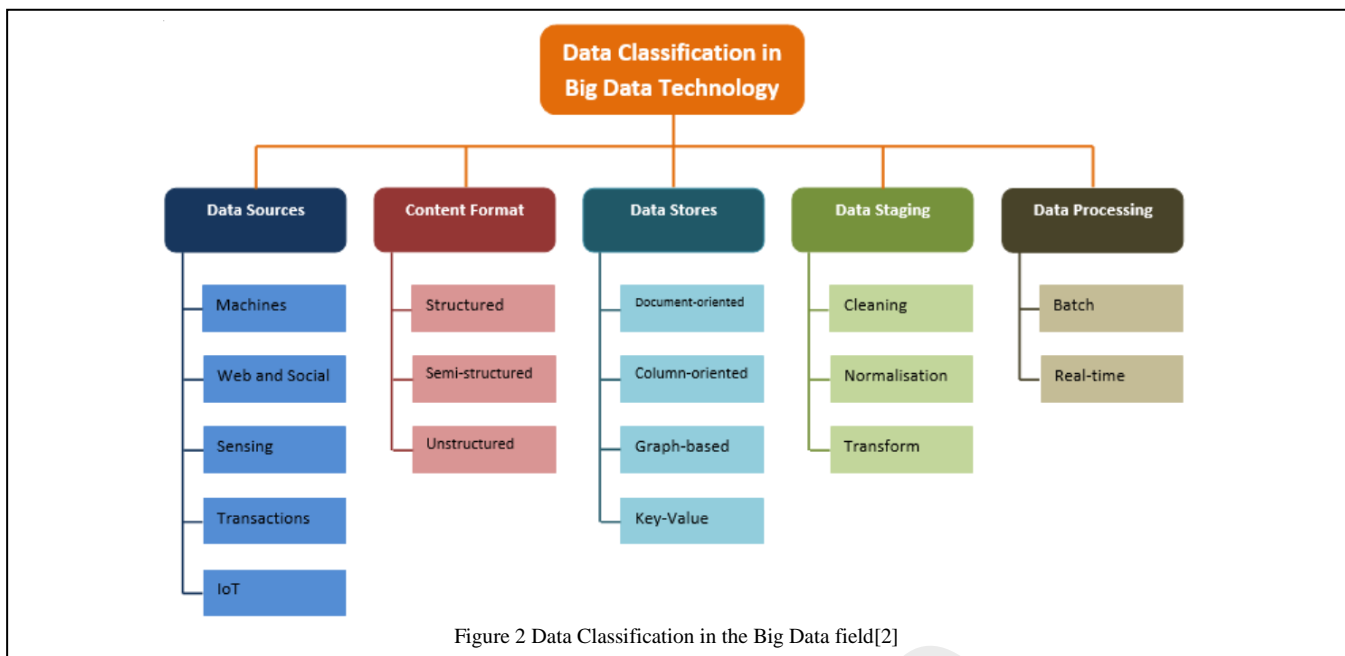 Data Classification in
Big Data Technology
Data Sources
Machines
Web and Social
Sensing
Transactions
IoT
Content Format
Structured
Semi-structured
Unstructured
Data Stores
Document-oriented
Column-oriented
Graph-based
Key-Value
Data Staging
Cleaning
Normalisation
Transform
Data Processing
Batch
Real-time
Figure 2 Data Classification in the Big Data field[2]